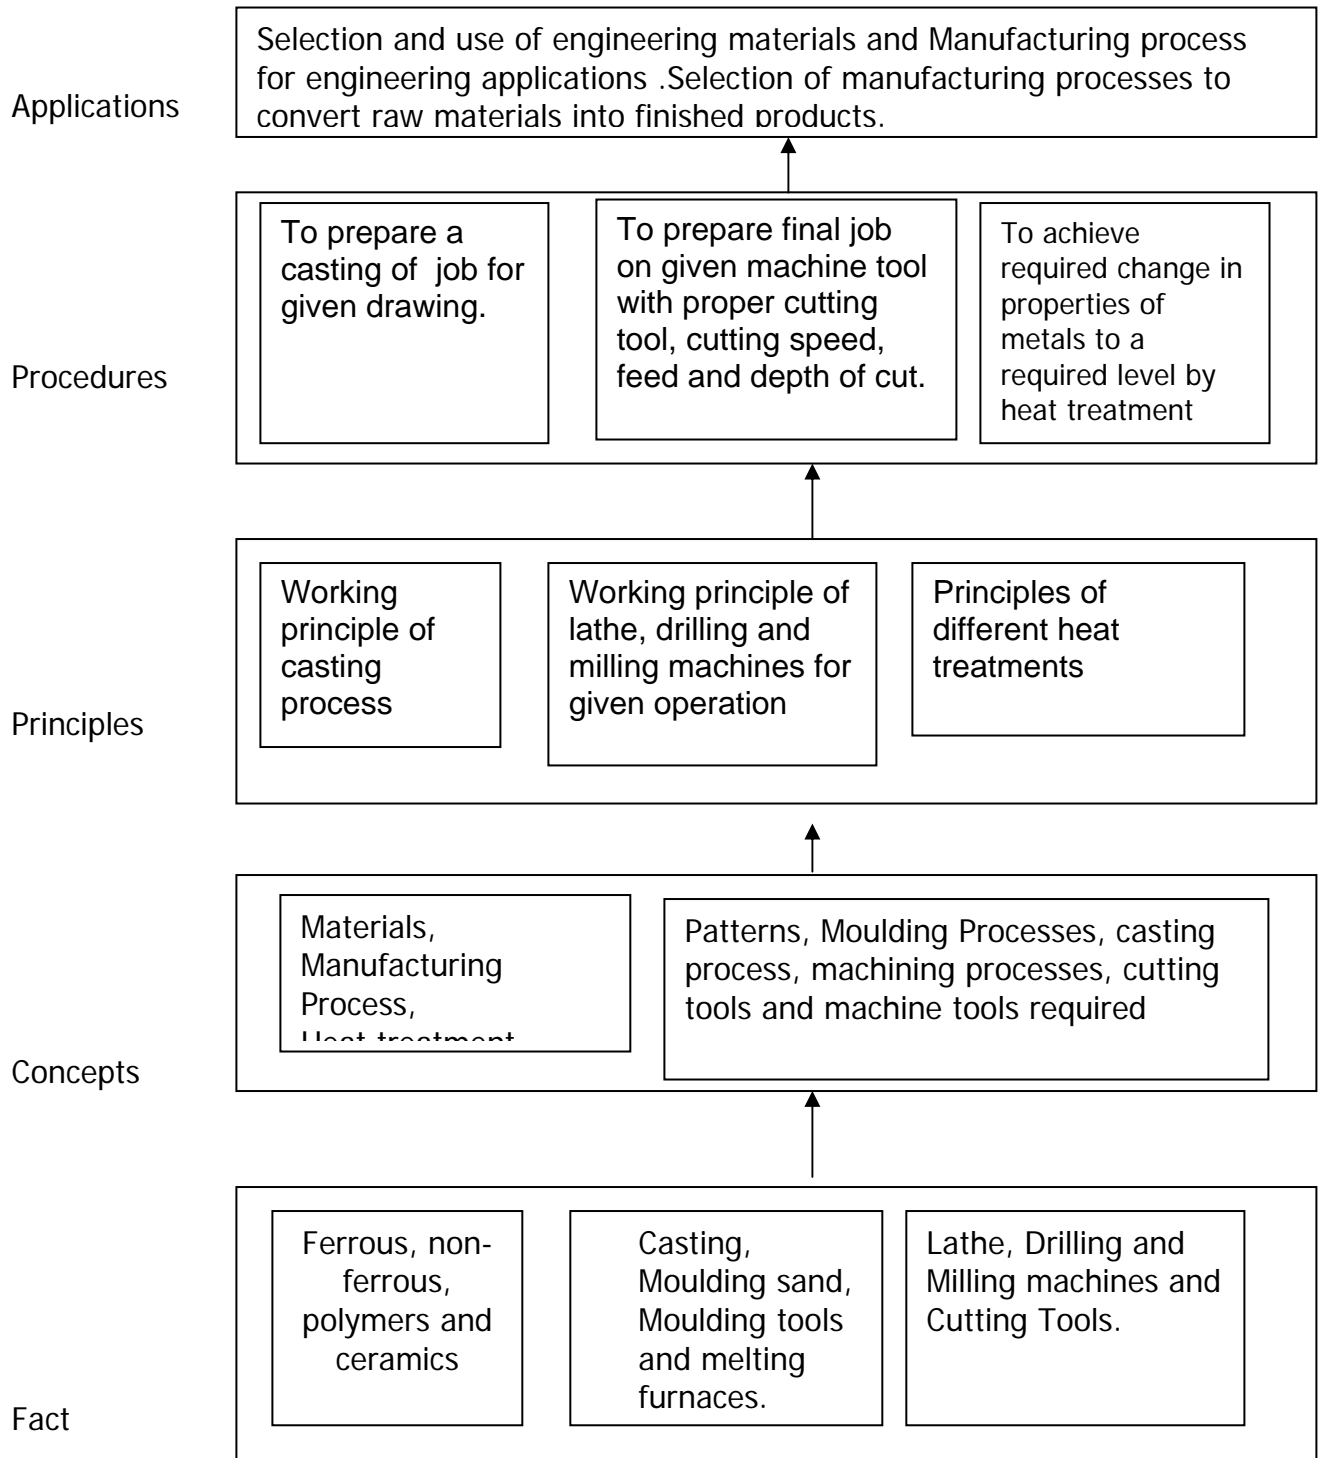 Selection and use of engineering materials and Manufacturing process
for engineering applications .Selection of manufacturing processes to
convert raw materials into finished products.
Applications
To prepare a
casting of job for
given drawing.
To prepare final job
on given machine tool
with proper cutting
tool, cutting speed,
feed and depth of cut.
To achieve
required change in
properties of
metals to a
required level by
heat treatment
Procedures
Working
principle of
casting
process
Working principle of
lathe, drilling and
milling machines for
given operation
Principles of
different heat
treatments
Principles
Materials,
Manufacturing
Process,
Heat treatment
Patterns, Moulding Processes, casting
process, machining processes, cutting
tools and machine tools required
Concepts
Ferrous, non-
ferrous,
polymers and
ceramics
Casting,
Moulding sand,
Moulding tools
and melting
furnaces.
Lathe, Drilling and
Milling machines and
Cutting Tools.
Fact